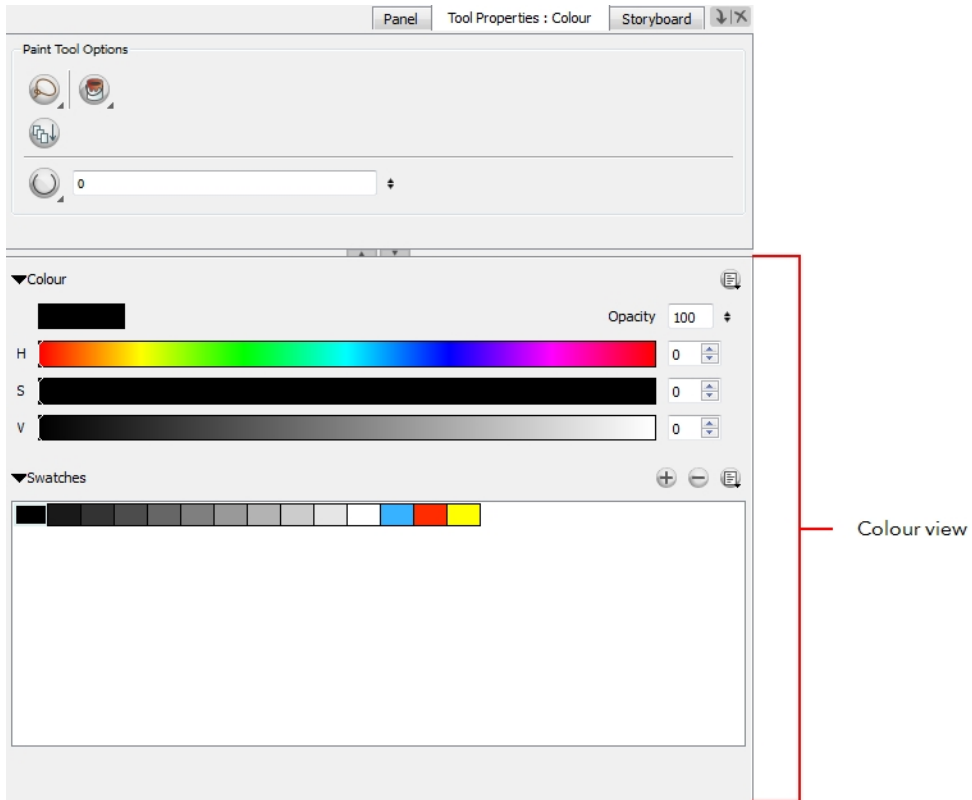 Panel Tool Properties : Colour Storyboard
Paint Tool Options
0
Colour
Opacity 100
H 0
S 0
V 0
Swatches
Colour view